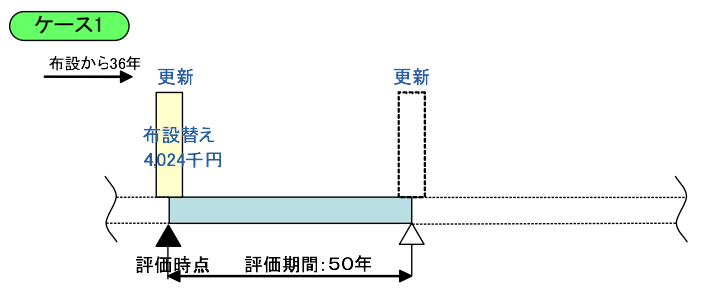 ケース1
布設から36年
更新
更新
布設替え
4,024千円
評価時点
評価期間：50年